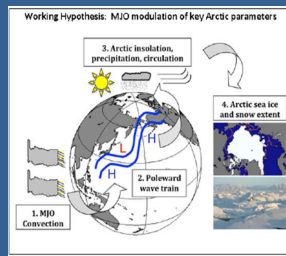 Working Hypothesis: MJO modulation of key Arctic parameters
3. Arctic insolation,
precipitation, circulation
4. Arctic sea ice
and snow extent
L
H
H
2. Poleward
wave train
1. MJO
Convection